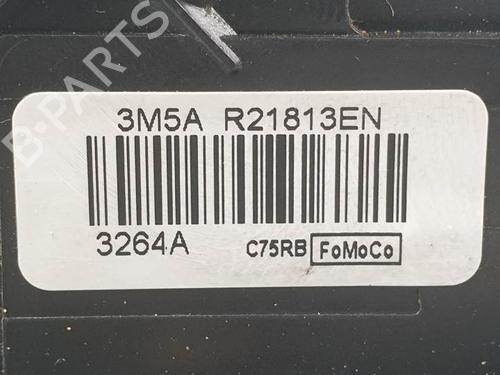 B-PARTS
3M5A R21813EN
3264A C75RB FoMoCo